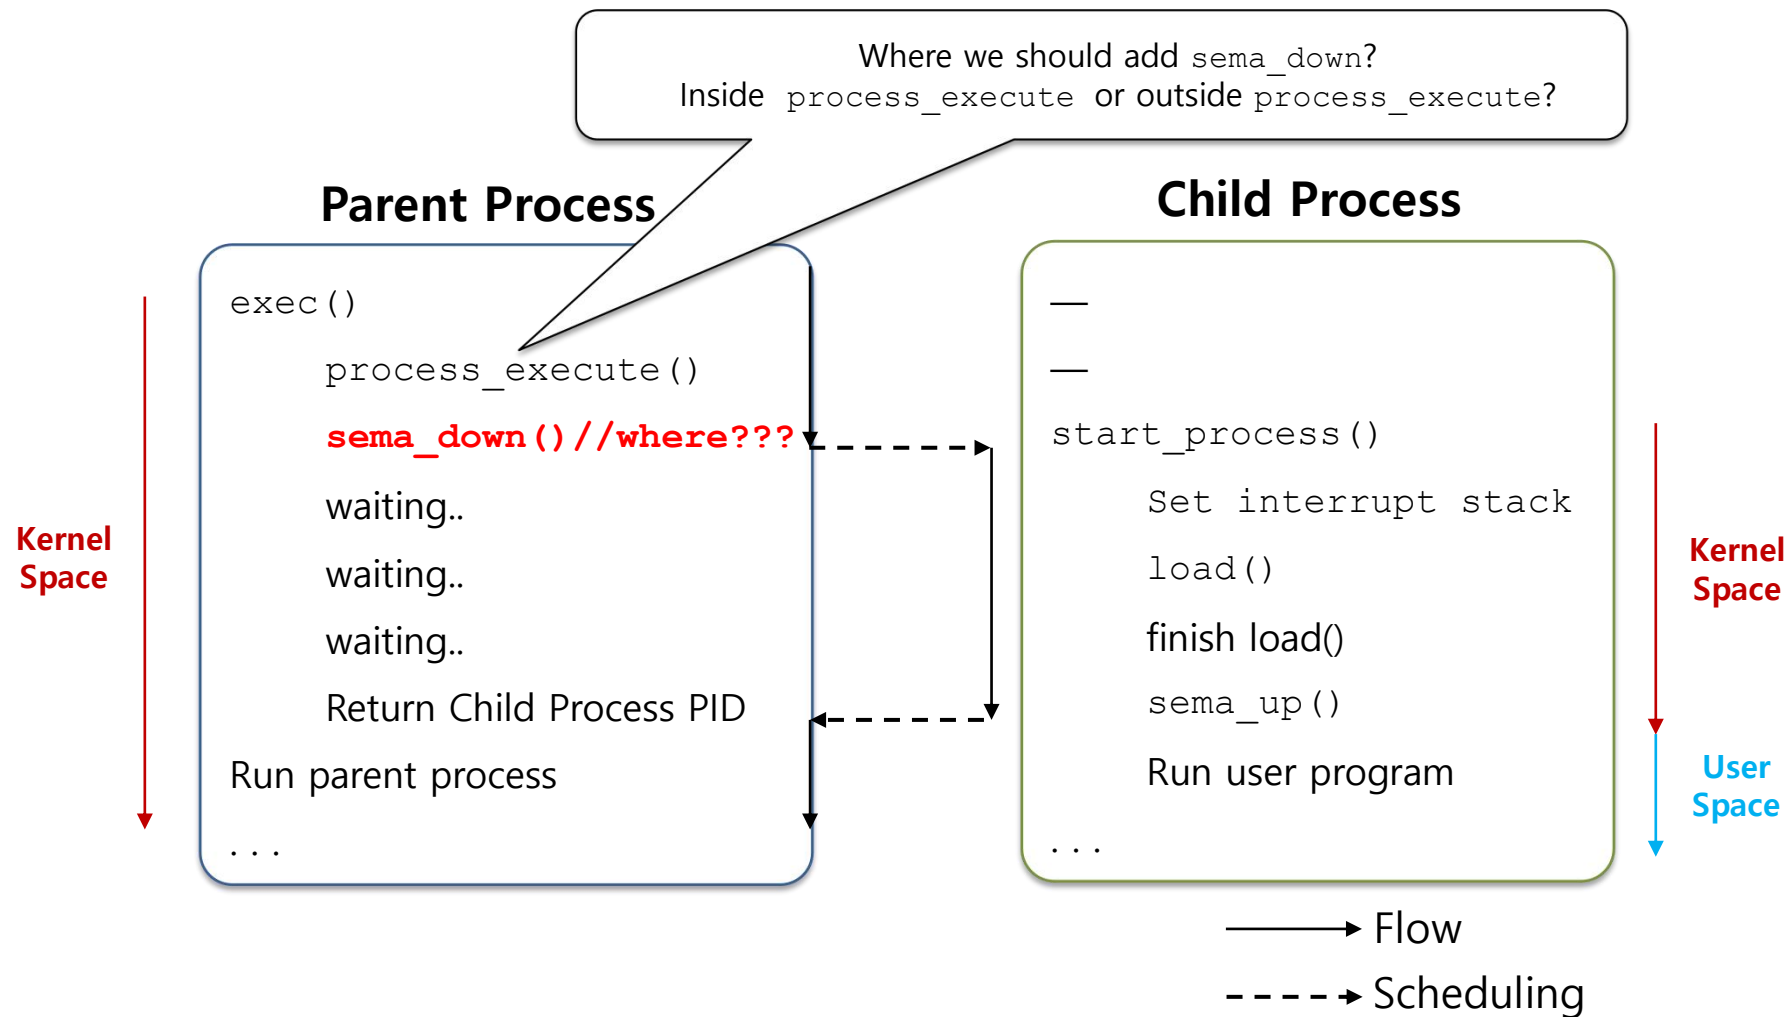 Where we should add sema_down?
Inside process_execute or outside process_execute?
Parent Process
Child Process
exec()
process_execute()
sema_down()//where???
waiting..
waiting..
waiting..
Return Child Process PID
Run parent process
...
Kernel
Space
—
—
start_process()
Set interrupt stack
load()
finish load()
sema_up()
Run user program
...
Kernel
Space
User
Space
Flow
Scheduling